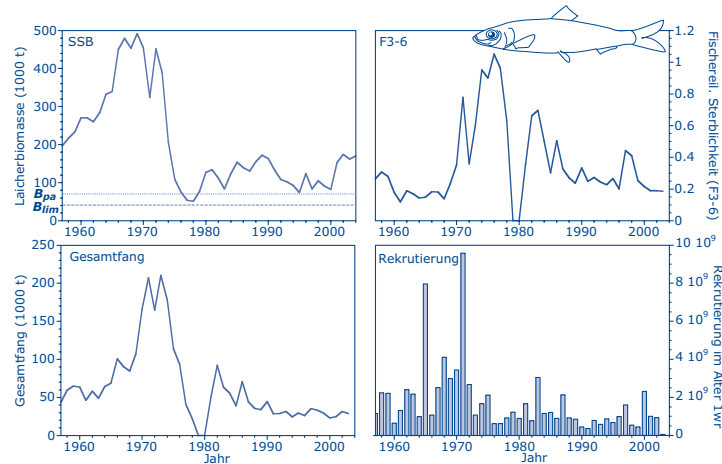 SSB
500
400
300
200
100
0
Bpa
Blim
Laicherbiomasse (1000 t)
1960 1970 1980 1990 2000
F3-6
1.2
1
0.8
0.6
0.4
0.2
0
Fischereil. Sterblichkeit (F3-6)
1960 1970 1980 1990 2000
Gesamtfang
250
200
150
100
50
0
Gesamtfang (1000 t)
1960 1970 1980 1990 2000
Jahr
Rekrutierung
10 10⁹
8 10⁹
6 10⁹
4 10⁹
2 10⁹
0
Rekrutierung im Alter 1wr
1960 1970 1980 1990 2000
Jahr